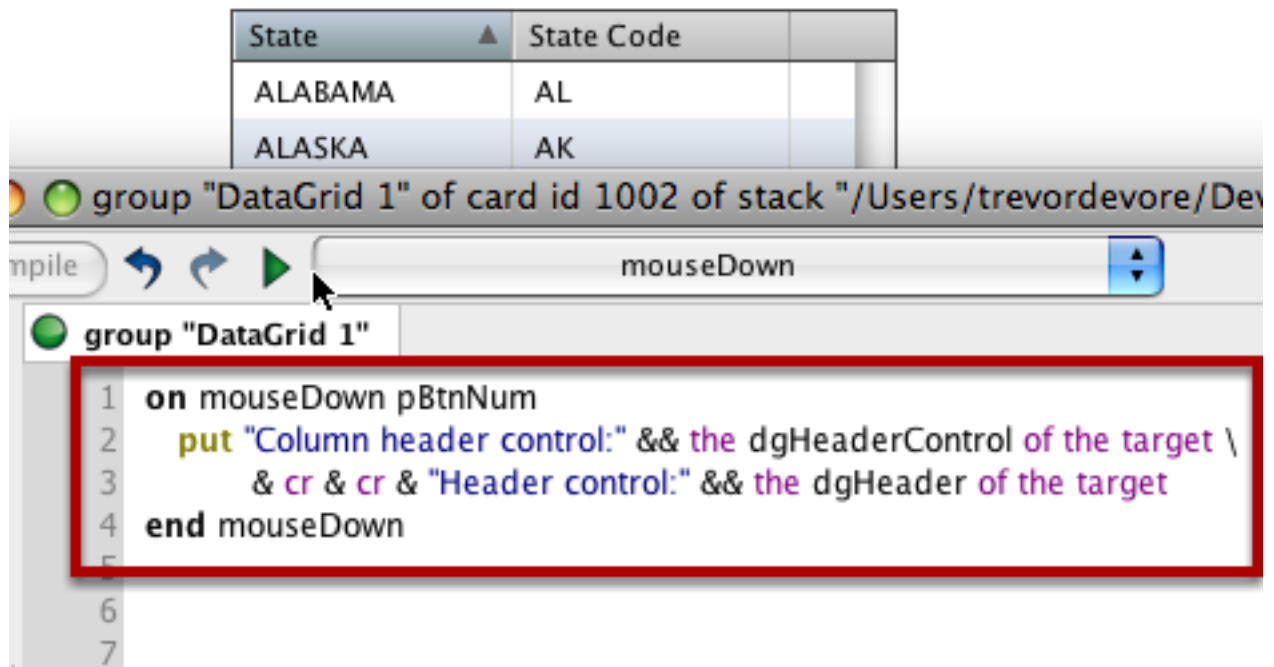 State ▲ State Code
ALABAMA AL
ALASKA AK
group "DataGrid 1" of card id 1002 of stack "/Users/trevordevore/Dev
mpile mouseDown
group "DataGrid 1"
1 on mouseDown pBtnNum
2 put "Column header control:" && the dgHeaderControl of the target \
3 & cr & cr & "Header control:" && the dgHeader of the target
4 end mouseDown
5
6
7